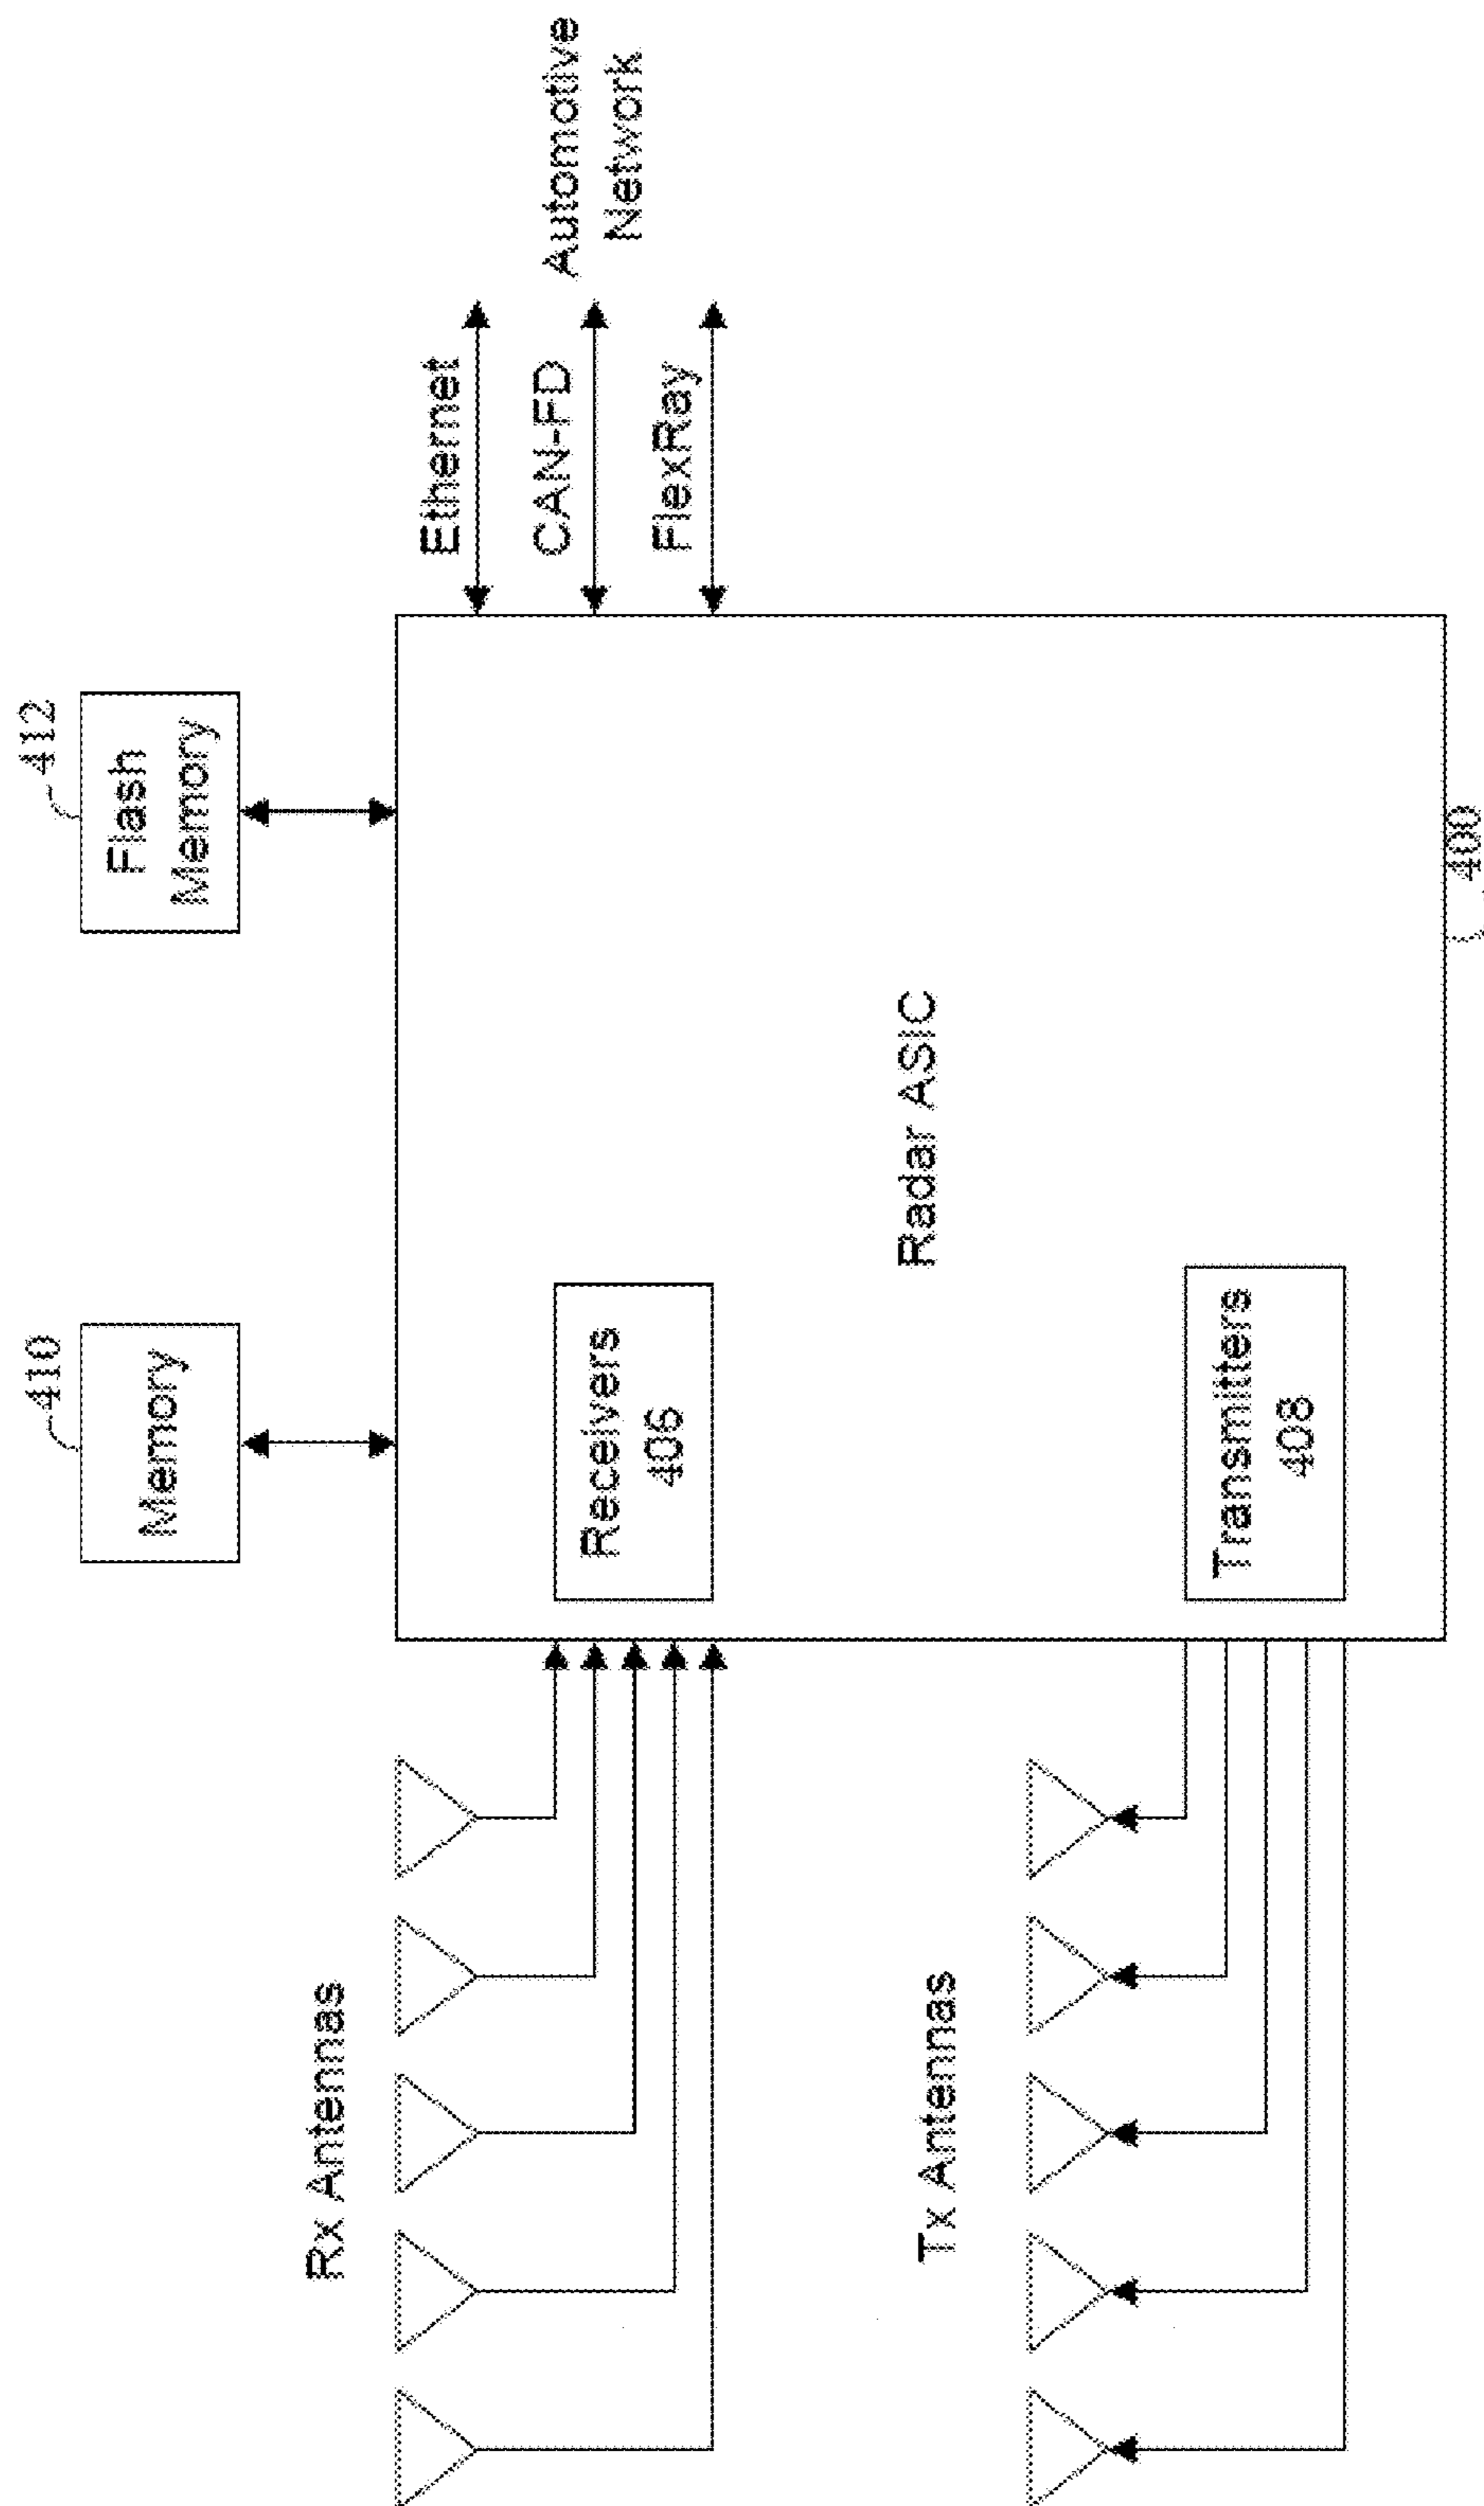 410
Memory
412
Flash
Memory
Rx Antennas
Receivers
406
Ethernet
CAN-FD
FlexRay
Automotive
Network
Radar ASIC
Tx Antennas
Transmitters
408
400